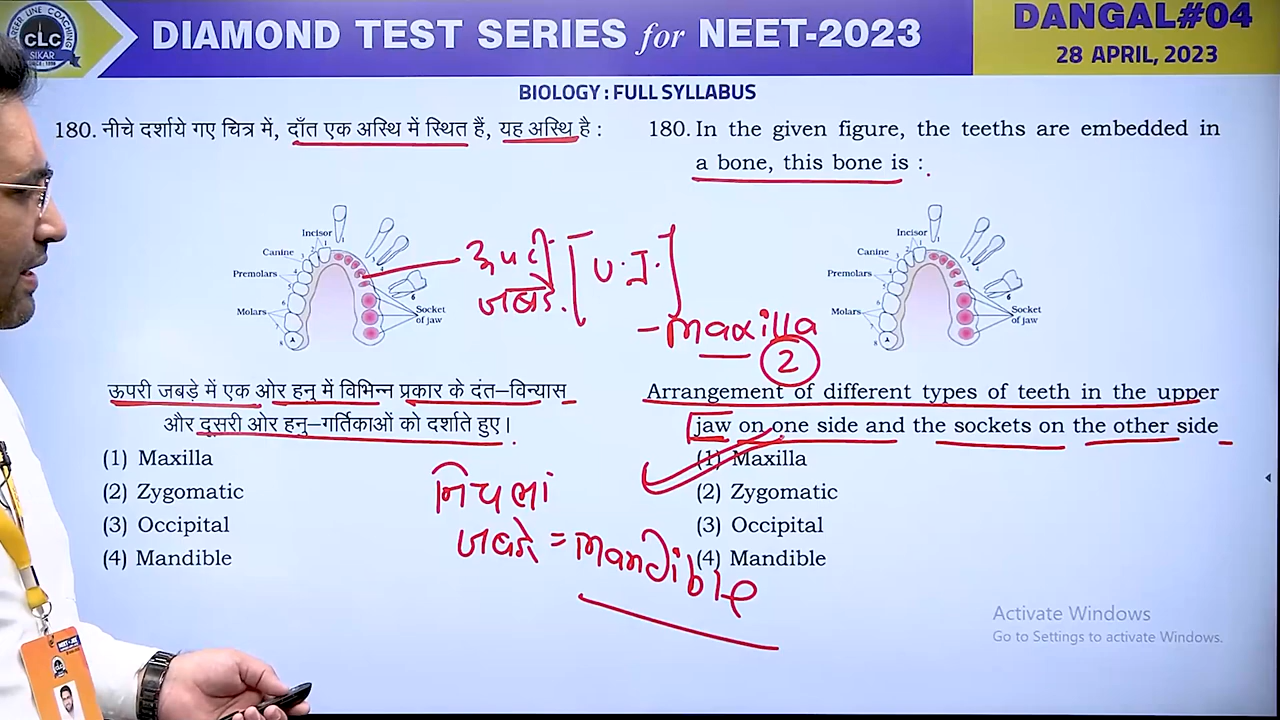 CAREER LINE COACHING
CLC
SIKAR
DIAMOND TEST SERIES for NEET-2023
DANGAL#04
28 APRIL, 2023
BIOLOGY : FULL SYLLABUS
180. नीचे दर्शाये गए चित्र में, दाँत एक अस्थि में स्थित हैं, यह अस्थि है :
Incisor
Canine
Premolars
Molars
Socket
of jaw
ऊपरी जबड़े में एक ओर हनु में विभिन्न प्रकार के दंत–विन्यास
और दूसरी ओर हनु–गर्तिकाओं को दर्शाते हुए।
(1) Maxilla
(2) Zygomatic
(3) Occipital
(4) Mandible
180. In the given figure, the teeths are embedded in
a bone, this bone is :
Incisor
Canine
Premolars
Molars
Socket
of jaw
Arrangement of different types of teeth in the upper
jaw on one side and the sockets on the other side
(1) Maxilla
(2) Zygomatic
(3) Occipital
(4) Mandible
[U.J.]
- maxilla
2
जबड़े = mandible
Activate Windows
Go to Settings to activate Windows.
CLC